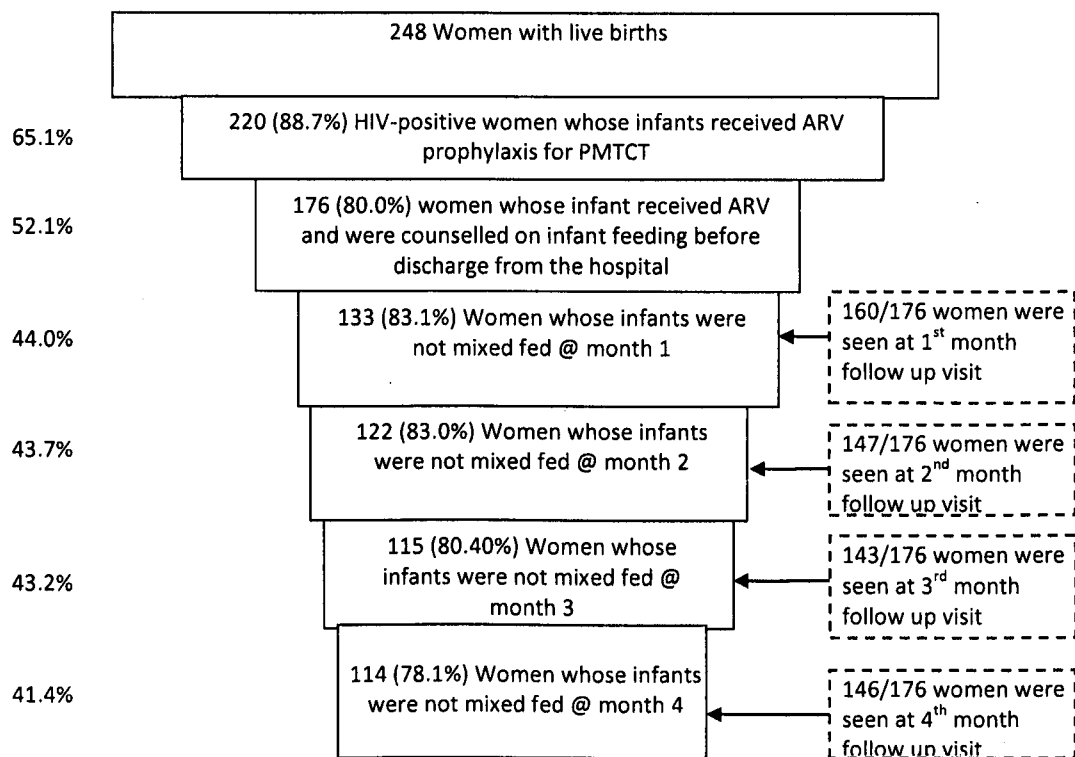 248 Women with live births
65.1%
220 (88.7%) HIV-positive women whose infants received ARV
prophylaxis for PMTCT
52.1%
176 (80.0%) women whose infant received ARV
and were counselled on infant feeding before
discharge from the hospital
44.0%
133 (83.1%) Women whose infants were
not mixed fed @ month 1
160/176 women were
seen at 1st month
follow up visit
43.7%
122 (83.0%) Women whose infants
were not mixed fed @ month 2
147/176 women were
seen at 2nd month
follow up visit
43.2%
115 (80.40%) Women whose
infants were not mixed fed @
month 3
143/176 women were
seen at 3rd month
follow up visit
41.4%
114 (78.1%) Women whose infants
were not mixed fed @ month 4
146/176 women were
seen at 4th month
follow up visit